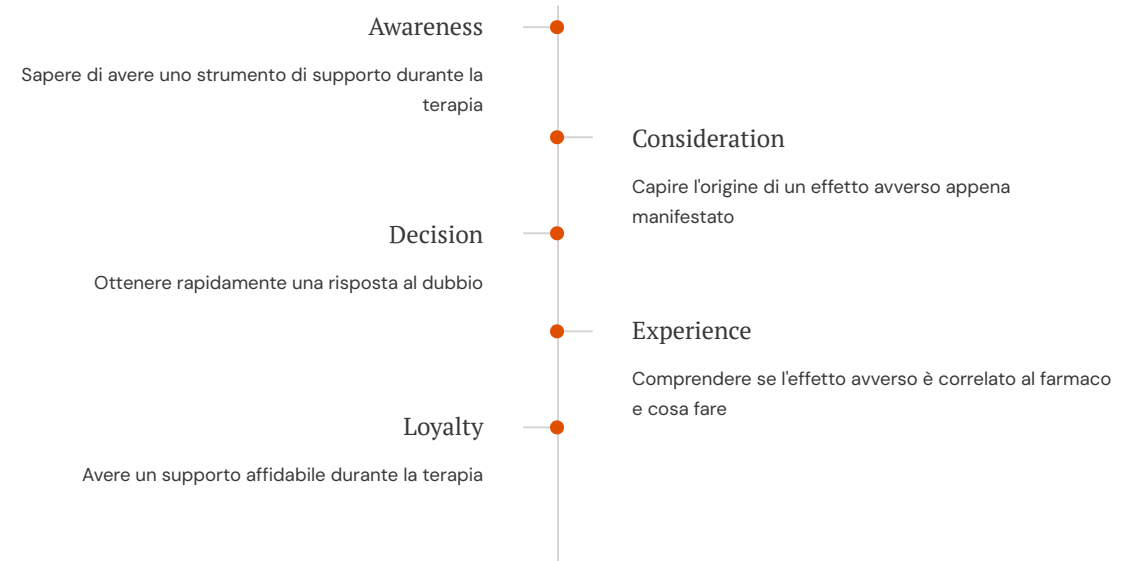 Awareness
Sapere di avere uno strumento di supporto durante la
terapia
Consideration
Capire l'origine di un effetto avverso appena
manifestato
Decision
Ottenere rapidamente una risposta al dubbio
Experience
Comprendere se l'effetto avverso è correlato al farmaco
e cosa fare
Loyalty
Avere un supporto affidabile durante la terapia